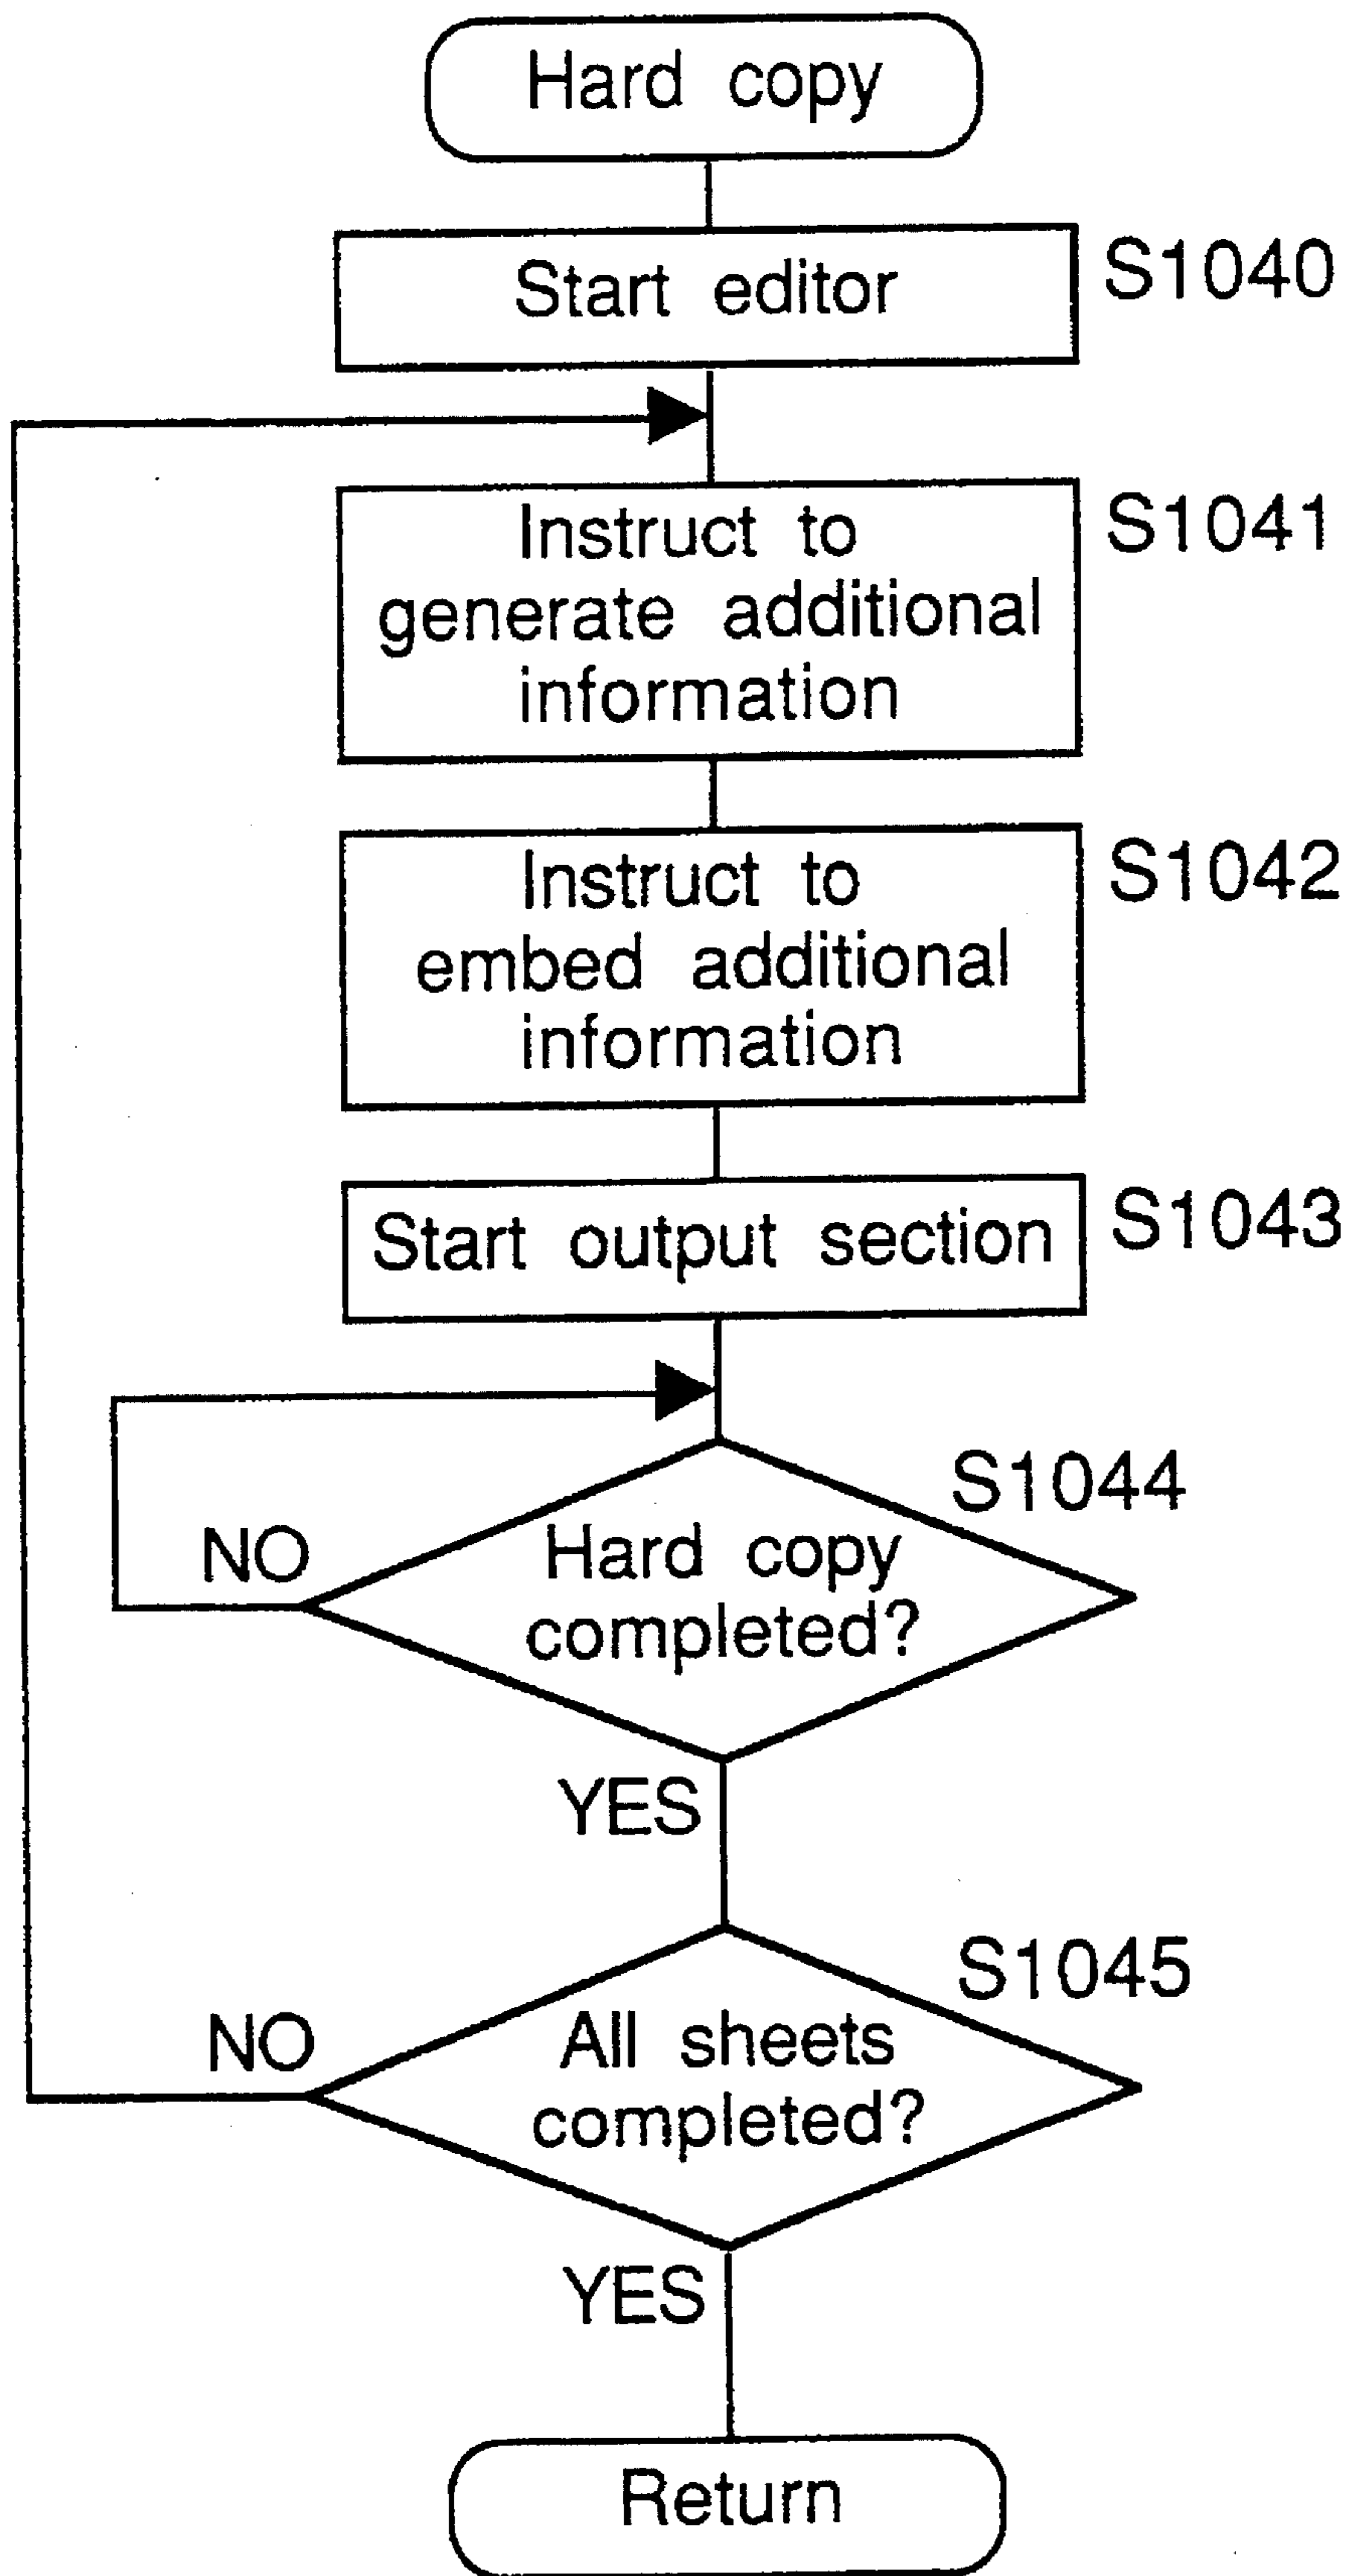 Hard copy
Start editor
S1040
Instruct to
generate additional
information
S1041
Instruct to
embed additional
information
S1042
Start output section
S1043
S1044
NO
Hard copy
completed?
YES
S1045
NO
All sheets
completed?
YES
Return